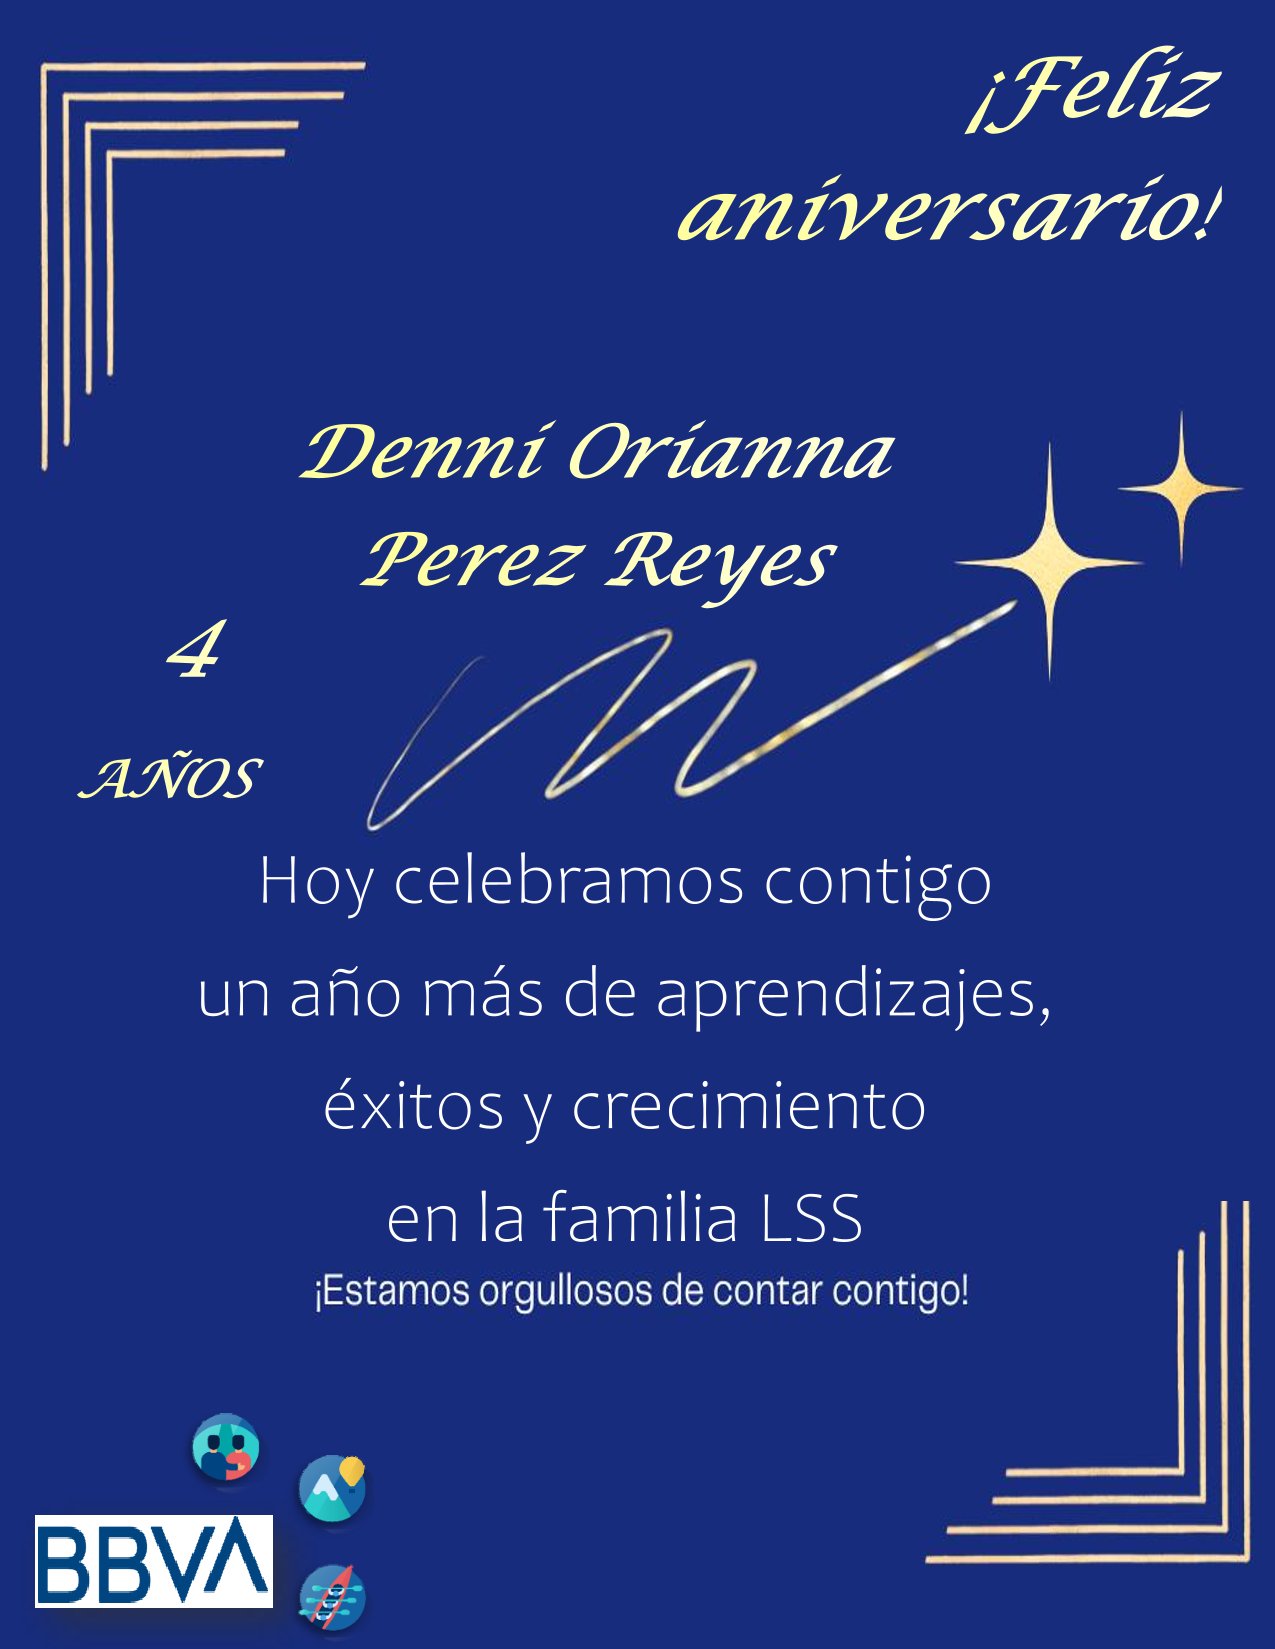 ¡Feliz
aniversario!
Denni Orianna
Perez Reyes
4
AÑOS
Hoy celebramos contigo
un año más de aprendizajes,
éxitos y crecimiento
en la familia LSS
¡Estamos orgullosos de contar contigo!
BBVA